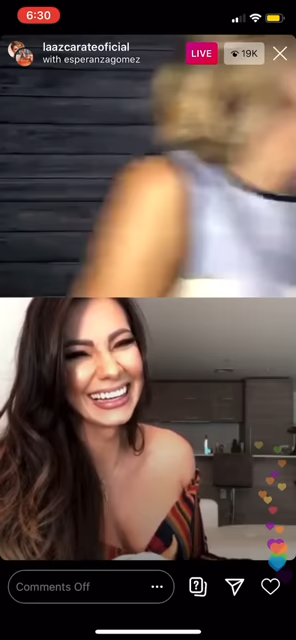 6:30
laazcarateoficial
with esperanzagomez
LIVE
19K
Comments Off